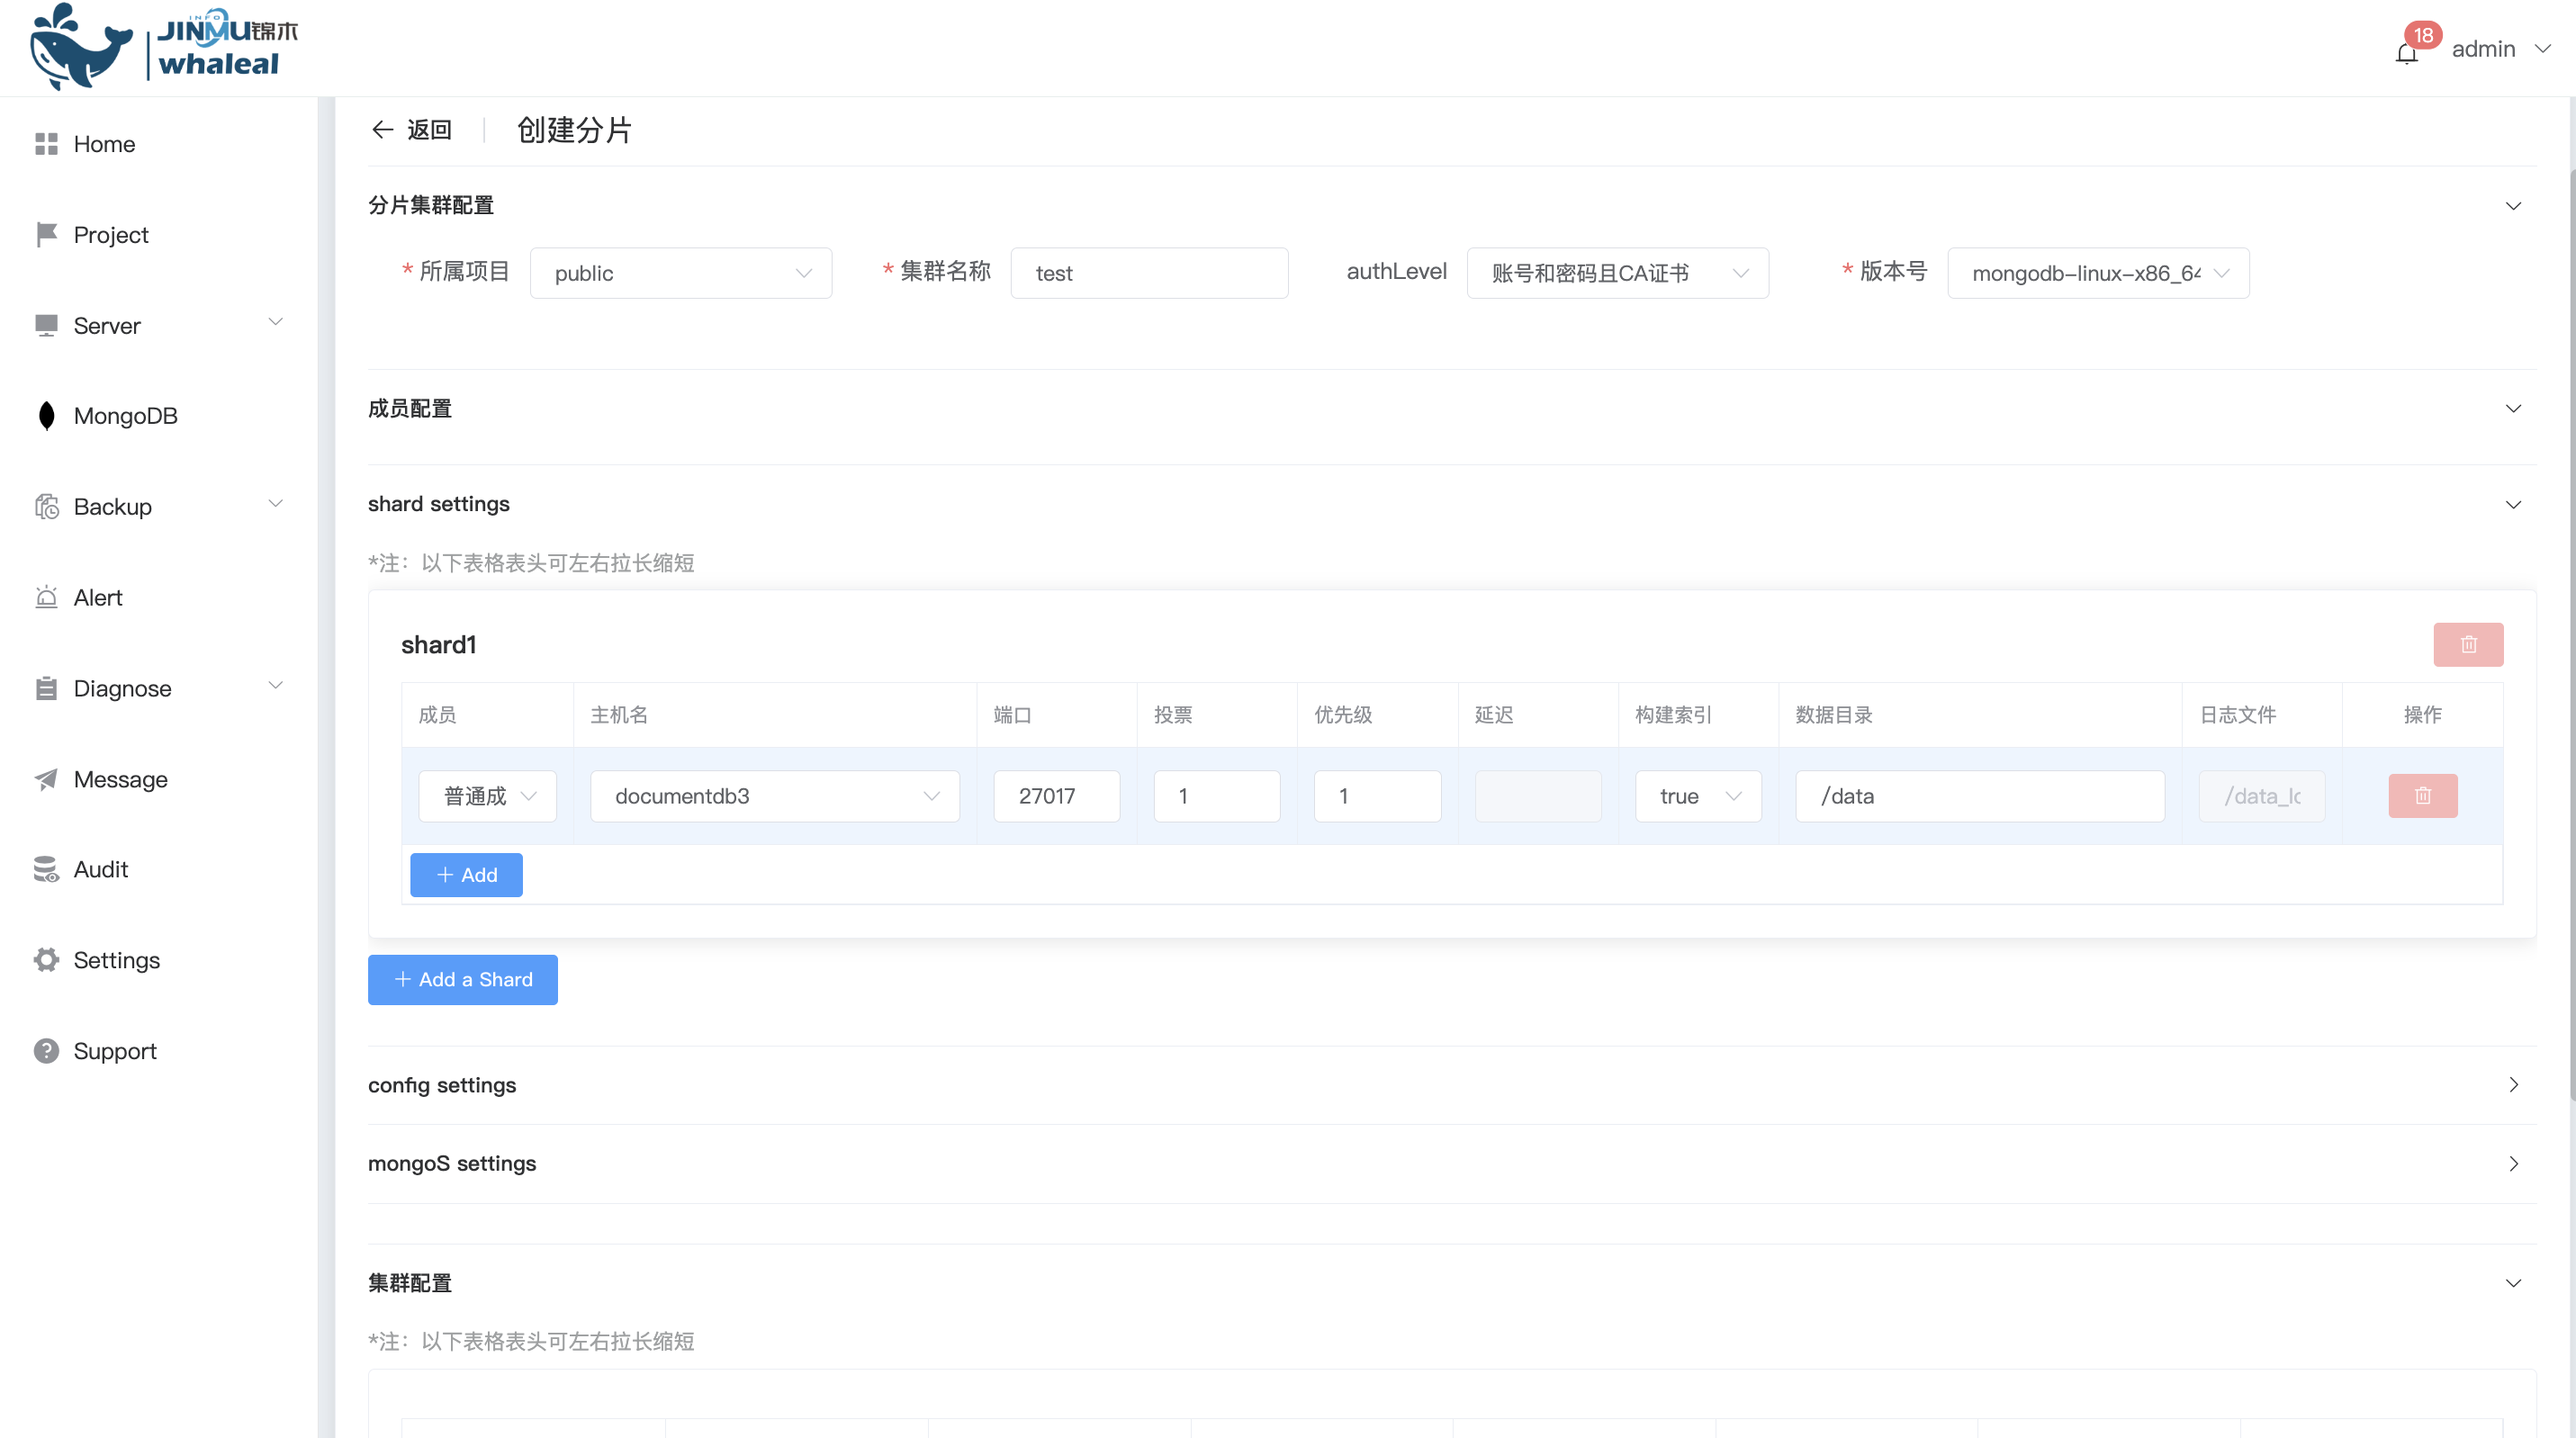 INFO
JINMU锦木
whaleal
18
admin
Home
Project
Server
MongoDB
Backup
Alert
Diagnose
Message
Audit
Settings
Support
返回
创建分片
分片集群配置
* 所属项目 public * 集群名称 test authLevel 账号和密码且CA证书 * 版本号 mongodb-linux-x86_64
成员配置
shard settings
*注：以下表格表头可左右拉长缩短
shard1
成员 主机名 端口 投票 优先级 延迟 构建索引 数据目录 日志文件 操作
普通成 documentdb3 27017 1 1 true /data /data_lo
+ Add
+ Add a Shard
config settings
mongoS settings
集群配置
*注：以下表格表头可左右拉长缩短